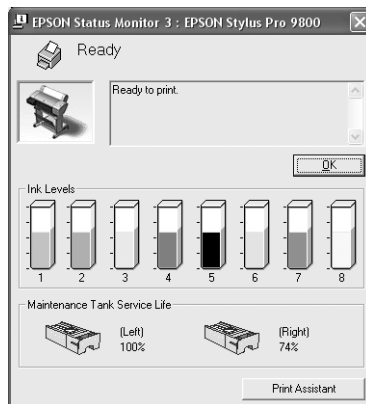 EPSON Status Monitor 3 : EPSON Stylus Pro 9800
Ready
Ready to print.
OK
Ink Levels
1 2 3 4 5 6 7 8
Maintenance Tank Service Life
(Left)
100%
(Right)
74%
Print Assistant